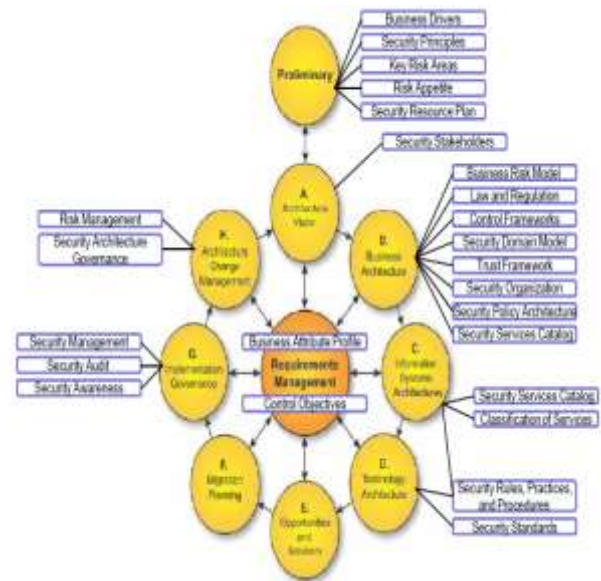 Preliminary
Business Drivers
Security Principles
Key Risk Areas
Risk Appetite
Security Resource Plan
Security Stakeholders
A.
Architecture
Vision
Business Risk Model
Law and Regulation
Control Frameworks
Security Domain Model
Trust Framework
Security Organization
Security Policy Architecture
Security Services Catalog
B.
Business
Architecture
Risk Management
Security Architecture
Governance
H.
Architecture
Change
Management
Security Management
Security Audit
Security Awareness
G.
Implementation
Governance
Business Attribute Profile
Requirements
Management
Control Objectives
C.
Information
Systems
Architectures
Security Services Catalog
Classification of Services
Security Rules, Practices,
and Procedures
Security Standards
F.
Migration
Planning
E.
Opportunities
and
Solutions
D.
Technology
Architecture